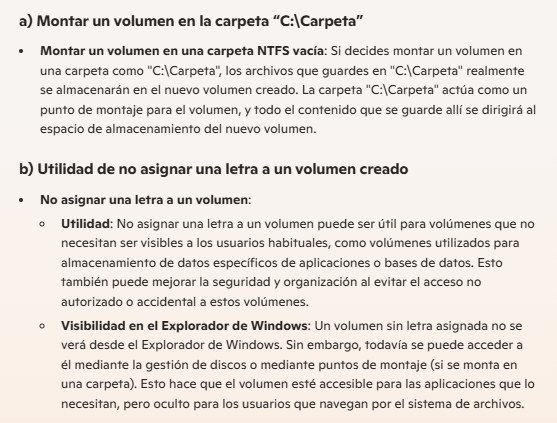 a) Montar un volumen en la carpeta “C:\Carpeta”
• Montar un volumen en una carpeta NTFS vacía: Si decides montar un volumen en
una carpeta como "C:\Carpeta", los archivos que guardes en "C:\Carpeta" realmente
se almacenarán en el nuevo volumen creado. La carpeta "C:\Carpeta" actúa como un
punto de montaje para el volumen, y todo el contenido que se guarde allí se dirigirá al
espacio de almacenamiento del nuevo volumen.
b) Utilidad de no asignar una letra a un volumen creado
• No asignar una letra a un volumen:
○ Utilidad: No asignar una letra a un volumen puede ser útil para volúmenes que no
necesitan ser visibles a los usuarios habituales, como volúmenes utilizados para
almacenamiento de datos específicos de aplicaciones o bases de datos. Esto
también puede mejorar la seguridad y organización al evitar el acceso no
autorizado o accidental a estos volúmenes.
○ Visibilidad en el Explorador de Windows: Un volumen sin letra asignada no se
verá desde el Explorador de Windows. Sin embargo, todavía se puede acceder a
él mediante la gestión de discos o mediante puntos de montaje (si se monta en
una carpeta). Esto hace que el volumen esté accesible para las aplicaciones que lo
necesitan, pero oculto para los usuarios que navegan por el sistema de archivos.